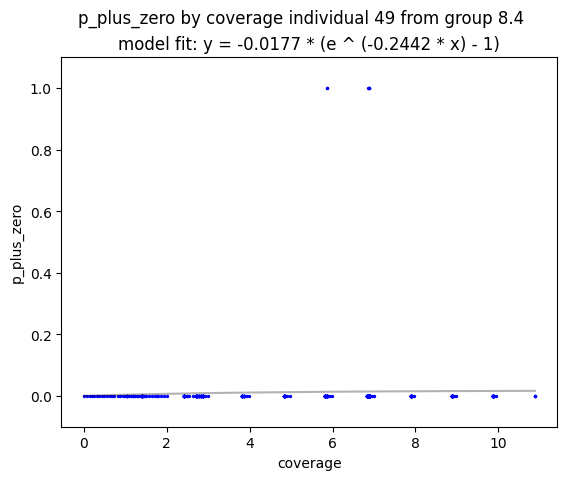 p_plus_zero by coverage individual 49 from group 8.4
model fit: y = -0.0177 * (e ^ (-0.2442 * x) - 1)
1.0
0.8
0.6
0.4
0.2
0.0
p_plus_zero
0 2 4 6 8 10
coverage